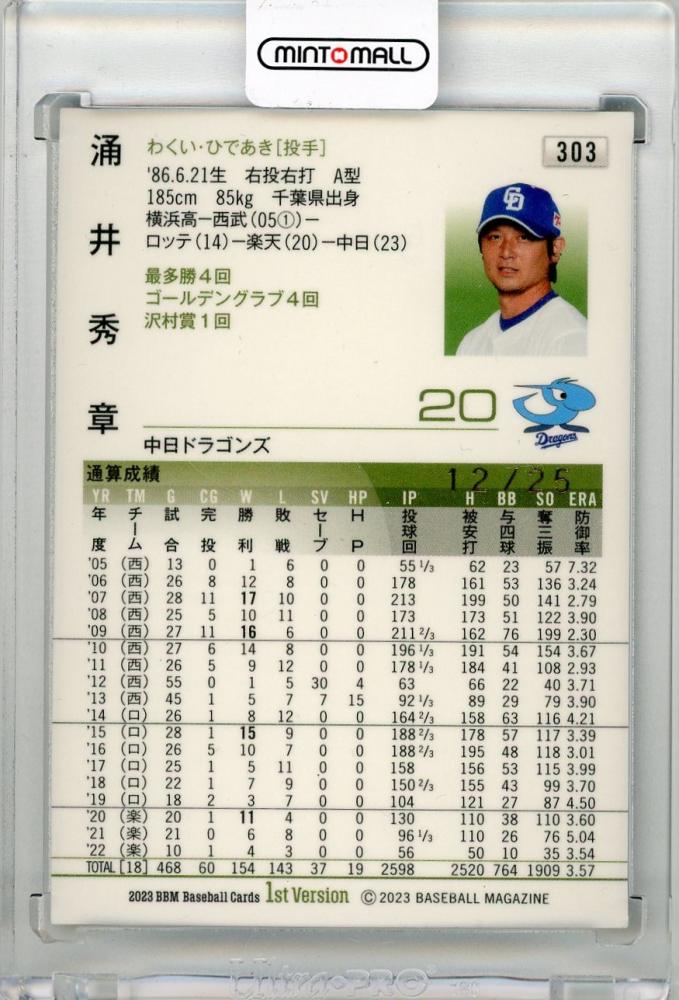 MINTMALL
303
涌井秀章
わくい・ひであき[投手]
'86.6.21生 右投右打 A型
185cm 85kg 千葉県出身
横浜高ー西武(05①)ー
ロッテ(14)ー楽天(20)ー中日(23)
最多勝4回
ゴールデングラブ4回
沢村賞1回
CD
20
Dragons
中日ドラゴンズ
通算成績
12/25
YR TM G CG W L SV HP IP H BB SO ERA
年度 チーム 試合 完投 勝利 敗戦 セーブ HP 投球回 被安打 与四球 奪三振 防御率
'05 (西) 13 0 1 6 0 0 55 1/3 62 23 57 7.32
'06 (西) 26 8 12 8 0 0 178 161 53 136 3.24
'07 (西) 28 11 17 10 0 0 213 199 50 141 2.79
'08 (西) 25 5 10 11 0 0 173 173 51 122 3.90
'09 (西) 27 11 16 6 0 0 211 2/3 162 76 199 2.30
'10 (西) 27 6 14 8 0 0 196 1/3 191 54 154 3.67
'11 (西) 26 5 9 12 0 0 178 1/3 184 41 108 2.93
'12 (西) 55 0 1 5 30 4 63 66 22 40 3.71
'13 (西) 45 1 5 7 7 15 92 1/3 89 29 79 3.90
'14 (ロ) 26 1 8 12 0 0 164 2/3 158 63 116 4.21
'15 (ロ) 28 1 15 9 0 0 188 2/3 178 57 117 3.39
'16 (ロ) 26 5 10 7 0 0 188 2/3 195 48 118 3.01
'17 (ロ) 25 1 5 11 0 0 158 156 53 115 3.99
'18 (ロ) 22 1 7 9 0 0 150 2/3 155 43 99 3.70
'19 (ロ) 18 2 3 7 0 0 104 121 27 87 4.50
'20 (楽) 20 1 11 4 0 0 130 110 38 110 3.60
'21 (楽) 21 0 6 8 0 0 96 1/3 110 26 76 5.04
'22 (楽) 10 1 4 3 0 0 56 50 10 35 3.54
TOTAL [18] 468 60 154 143 37 19 2598 2520 764 1909 3.57
2023 BBM Baseball Cards 1st Version ©2023 BASEBALL MAGAZINE
Ultra-PRO